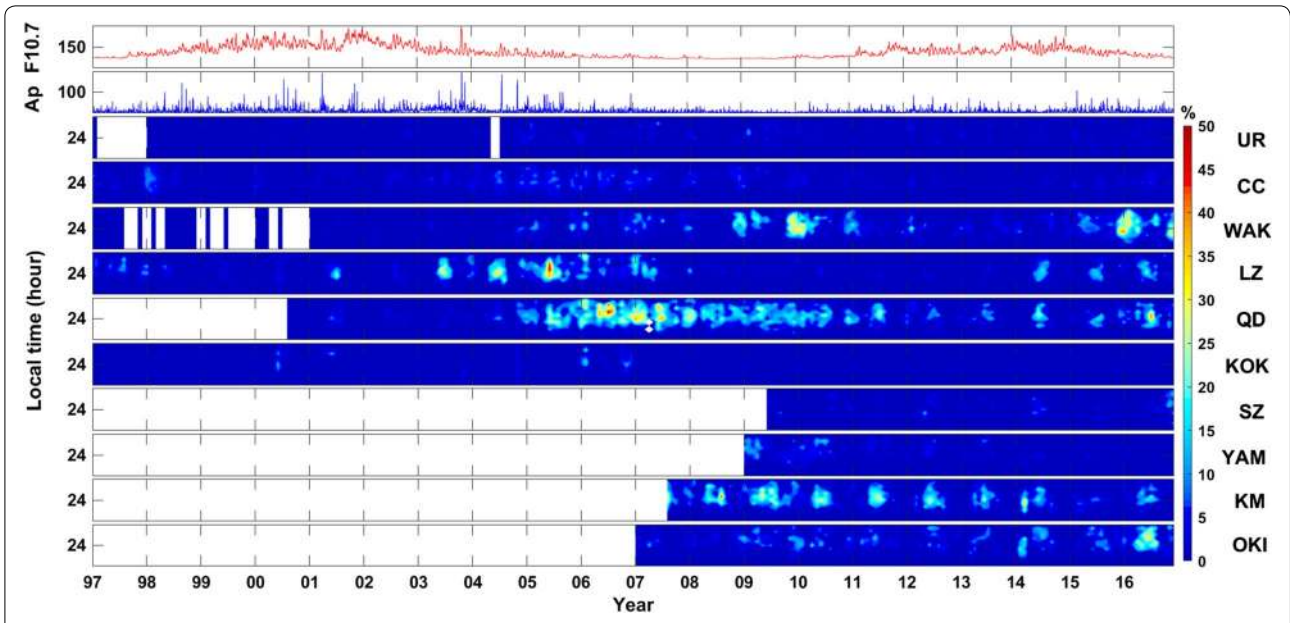 F10.7
150
Ap
100
%
50
45
40
35
30
25
20
15
10
5
0
Local time (hour)
24 UR
24 CC
24 WAK
24 LZ
24 QD
24 KOK
24 SZ
24 YAM
24 KM
24 OKI
97 98 99 00 01 02 03 04 05 06 07 08 09 10 11 12 13 14 15 16
Year